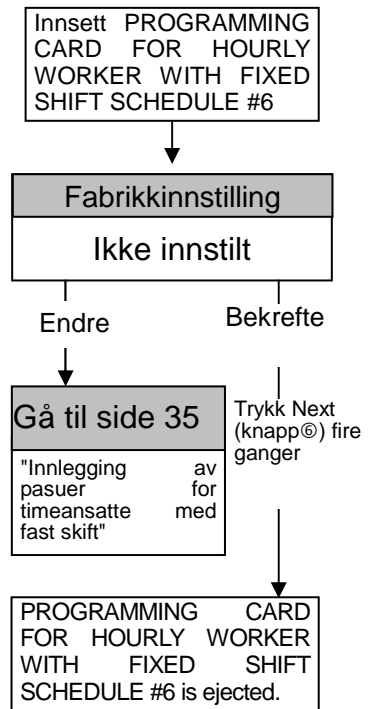 Innsett PROGRAMMING
CARD FOR HOURLY
WORKER WITH FIXED
SHIFT SCHEDULE #6
Fabrikkinnstilling
Ikke innstilt
Endre
Bekrefte
Gå til side 35
"Innlegging av
pasuer for
timeansatte med
fast skift"
Trykk Next
(knapp⑥) fire
ganger
PROGRAMMING CARD
FOR HOURLY WORKER
WITH FIXED SHIFT
SCHEDULE #6 is ejected.